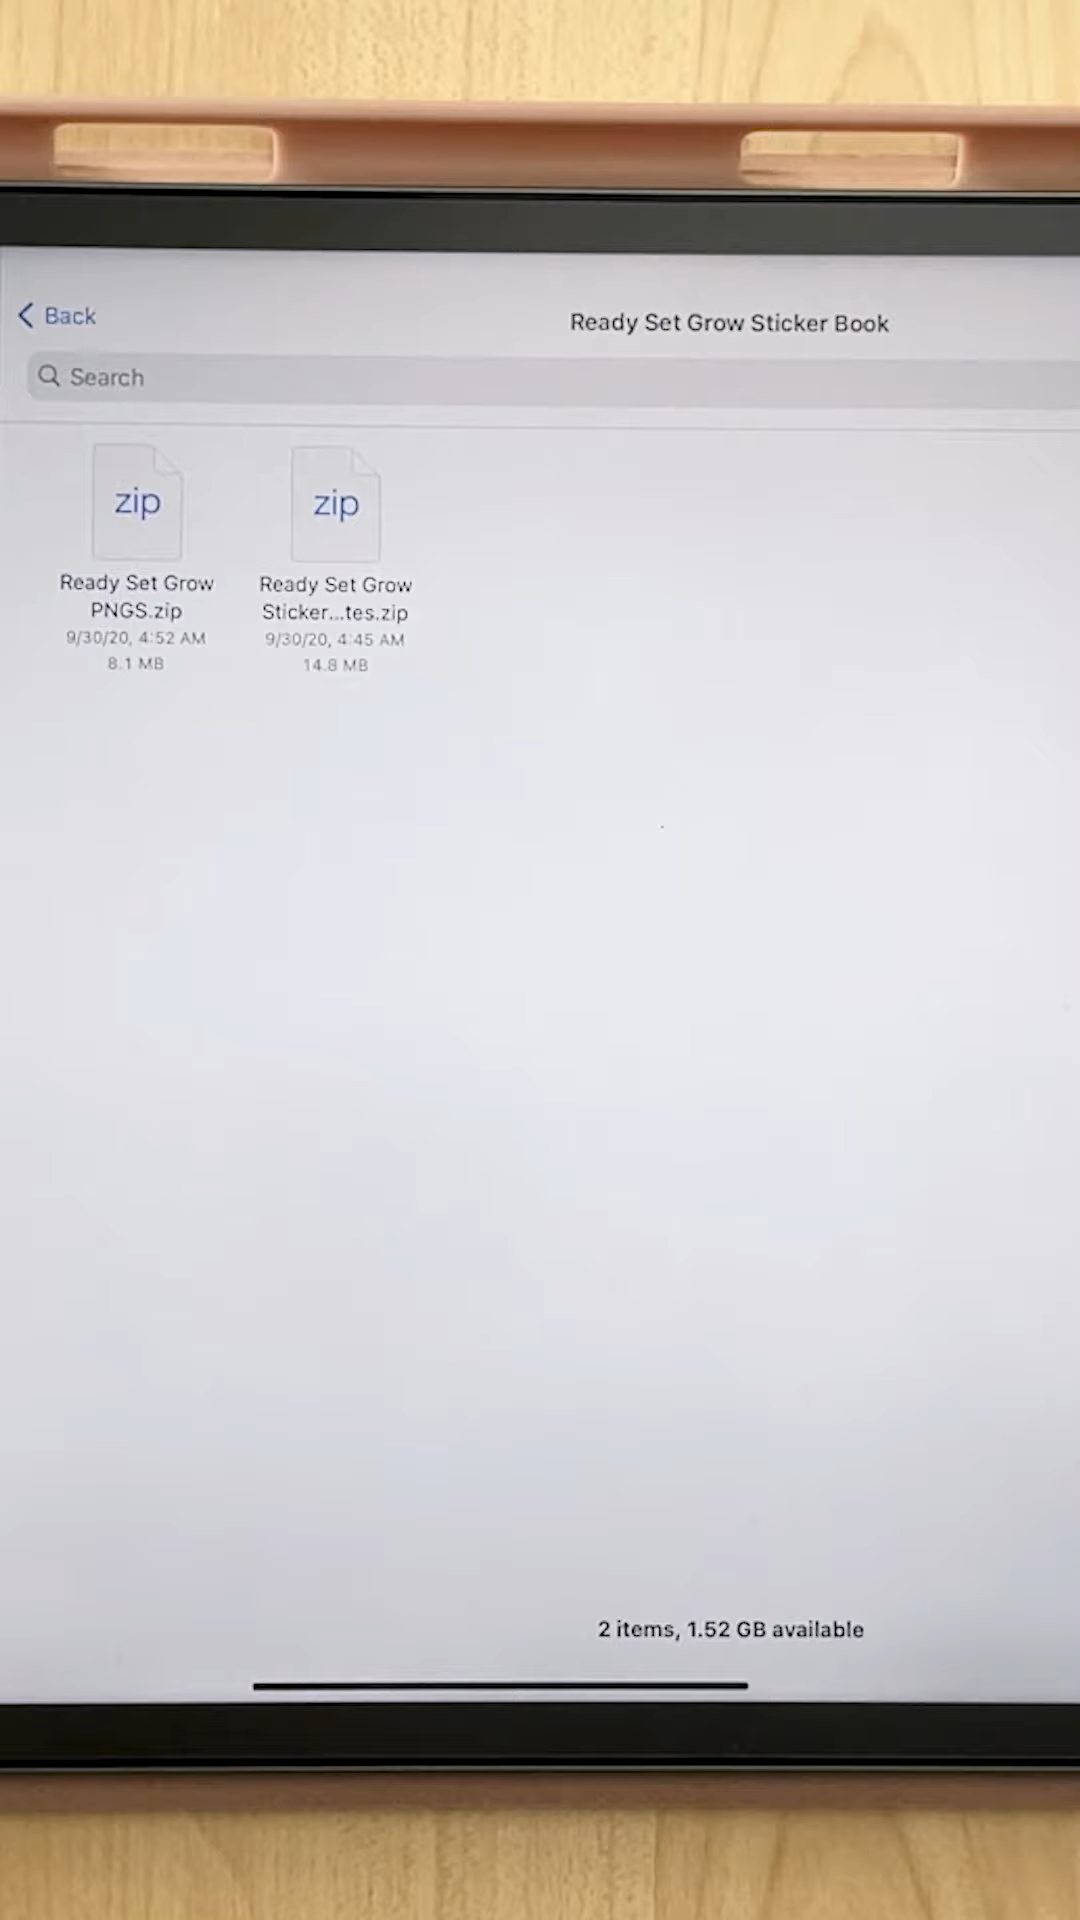 Back
Ready Set Grow Sticker Book
Search
zip
Ready Set Grow
PNGS.zip
9/30/20, 4:52 AM
8.1 MB
zip
Ready Set Grow
Sticker...tes.zip
9/30/20, 4:45 AM
14.8 MB
2 items, 1.52 GB available